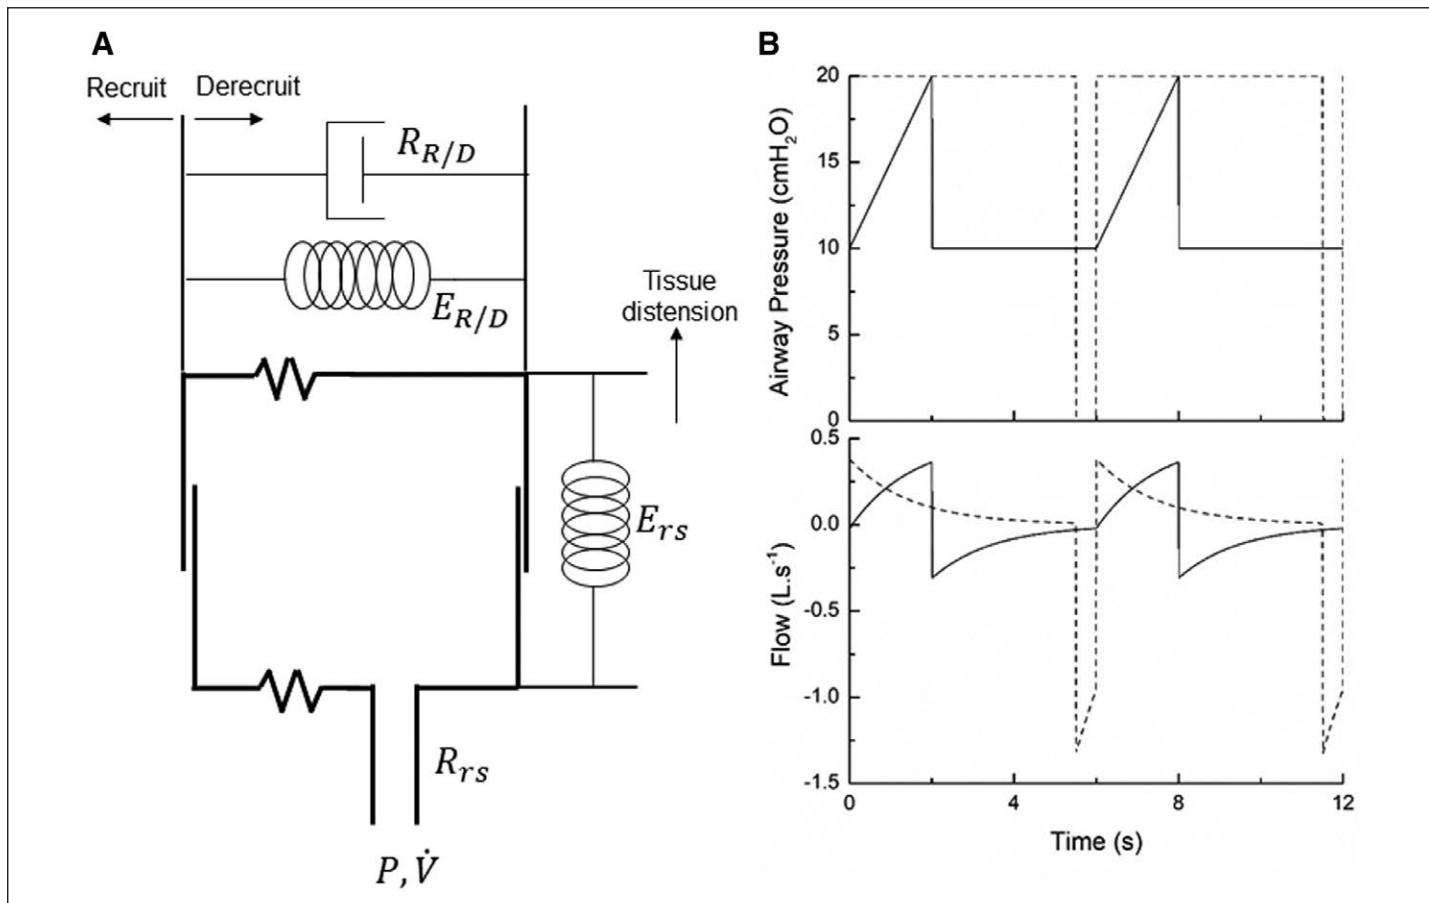 A
Recruit Derecruit
R_{R/D}
E_{R/D}
Tissue
distension
E_{rs}
R_{rs}
P, V̇
B
Airway Pressure (cmH₂O)
20
15
10
5
0
Flow (L.s⁻¹)
0.5
0.0
-0.5
-1.0
-1.5
0 4 8 12
Time (s)